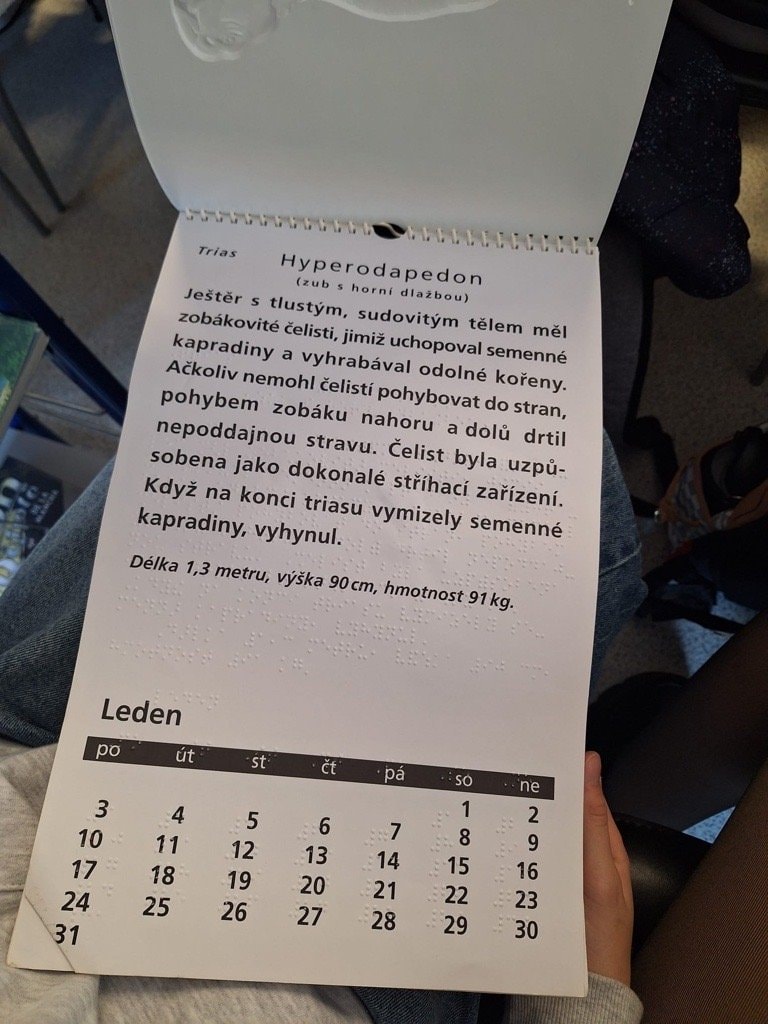 Trias
Hyperodapedon
(zub s horní dlažbou)
Ještěr s tlustým, sudovitým tělem měl
zobákovité čelisti, jimiž uchopoval semenné
kapradiny a vyhrabával odolné kořeny.
Ačkoliv nemohl čelistí pohybovat do stran,
pohybem zobáku nahoru a dolů drtil
nepoddajnou stravu. Čelist byla uzpů-
sobena jako dokonalé stříhací zařízení.
Když na konci triasu vymizely semenné
kapradiny, vyhynul.
Délka 1,3 metru, výška 90 cm, hmotnost 91 kg.
Leden
po út st čt pá so ne
1 2
3 4 5 6 7 8 9
10 11 12 13 14 15 16
17 18 19 20 21 22 23
24 25 26 27 28 29 30
31